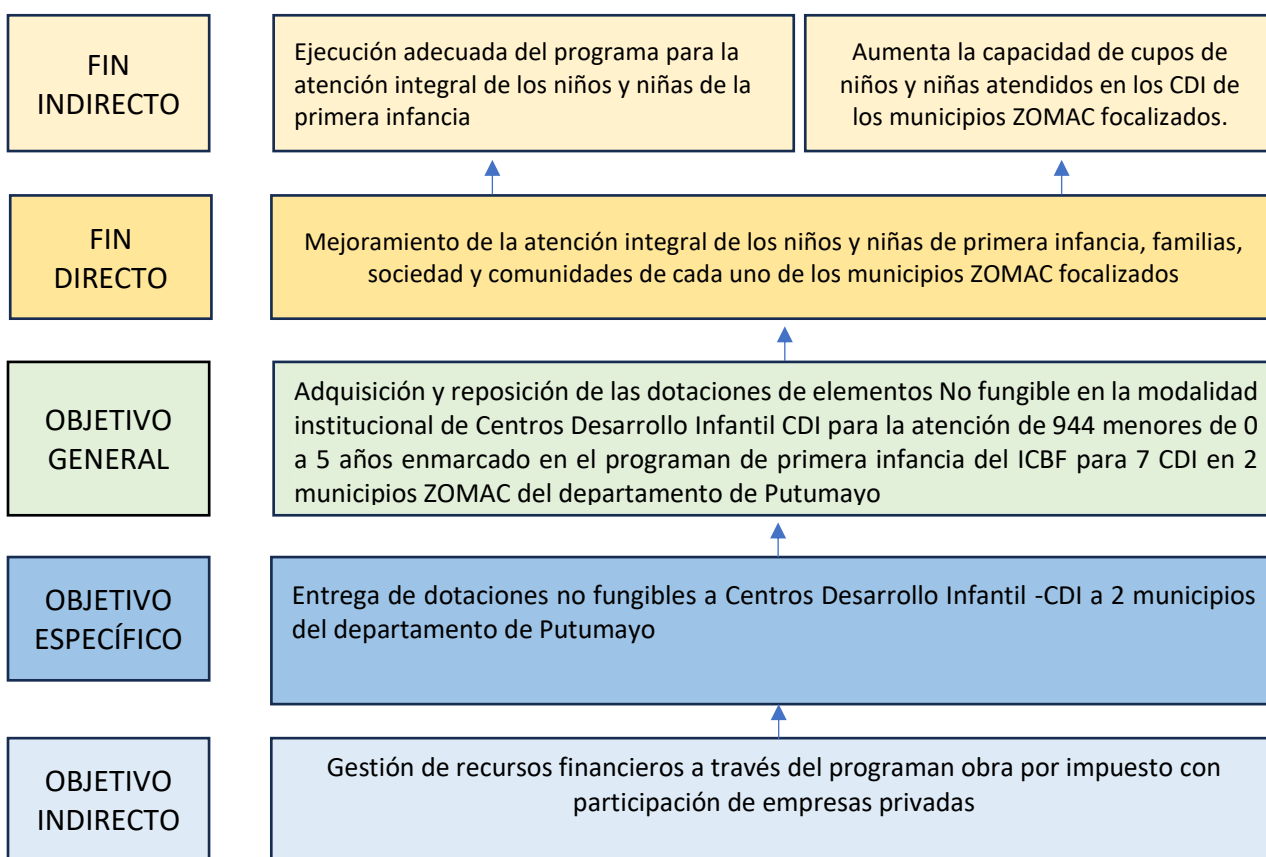 FIN
INDIRECTO
Ejecución adecuada del programa para la
atención integral de los niños y niñas de la
primera infancia
Aumenta la capacidad de cupos de
niños y niñas atendidos en los CDI de
los municipios ZOMAC focalizados.
FIN
DIRECTO
Mejoramiento de la atención integral de los niños y niñas de primera infancia, familias,
sociedad y comunidades de cada uno de los municipios ZOMAC focalizados
OBJETIVO
GENERAL
Adquisición y reposición de las dotaciones de elementos No fungible en la modalidad
institucional de Centros Desarrollo Infantil CDI para la atención de 944 menores de 0
a 5 años enmarcado en el programan de primera infancia del ICBF para 7 CDI en 2
municipios ZOMAC del departamento de Putumayo
OBJETIVO
ESPECÍFICO
Entrega de dotaciones no fungibles a Centros Desarrollo Infantil -CDI a 2 municipios
del departamento de Putumayo
OBJETIVO
INDIRECTO
Gestión de recursos financieros a través del programan obra por impuesto con
participación de empresas privadas